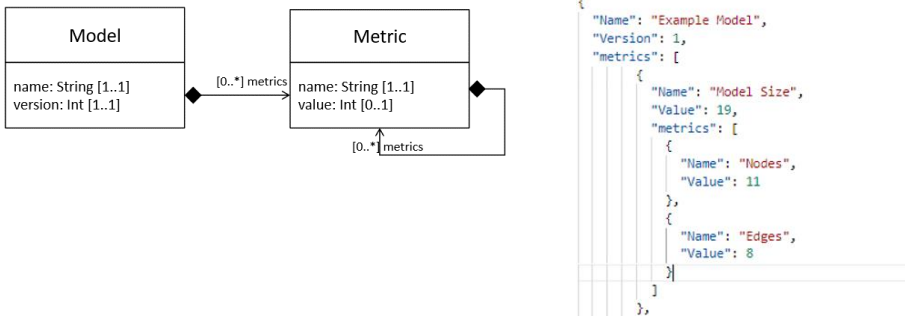 Model
name: String [1..1]
version: Int [1..1]
[0..*] metrics
Metric
name: String [1..1]
value: Int [0..1]
[0..*] metrics
{
"Name": "Example Model",
"Version": 1,
"metrics": [
{
"Name": "Model Size",
"Value": 19,
"metrics": [
{
"Name": "Nodes",
"Value": 11
},
{
"Name": "Edges",
"Value": 8
}
]
},